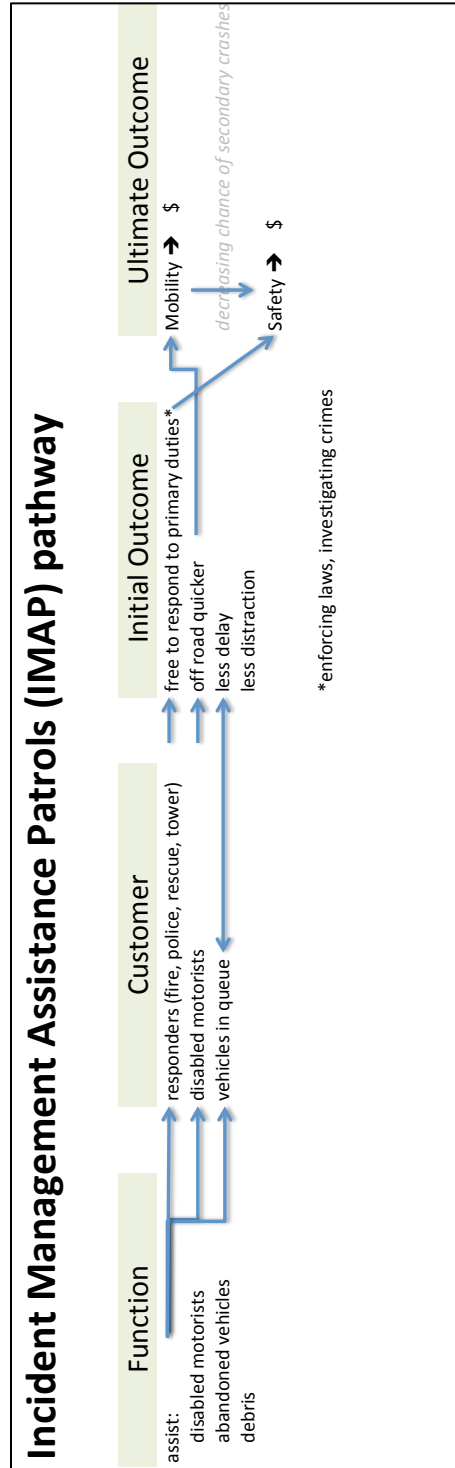 Incident Management Assistance Patrols (IMAP) pathway
Function
assist:
disabled motorists
abandoned vehicles
debris
Customer
responders (fire, police, rescue, tower)
disabled motorists
vehicles in queue
Initial Outcome
free to respond to primary duties*
off road quicker
less delay
less distraction
*enforcing laws, investigating crimes
Ultimate Outcome
Mobility ➔ $
decreasing chance of secondary crashes
Safety ➔ $